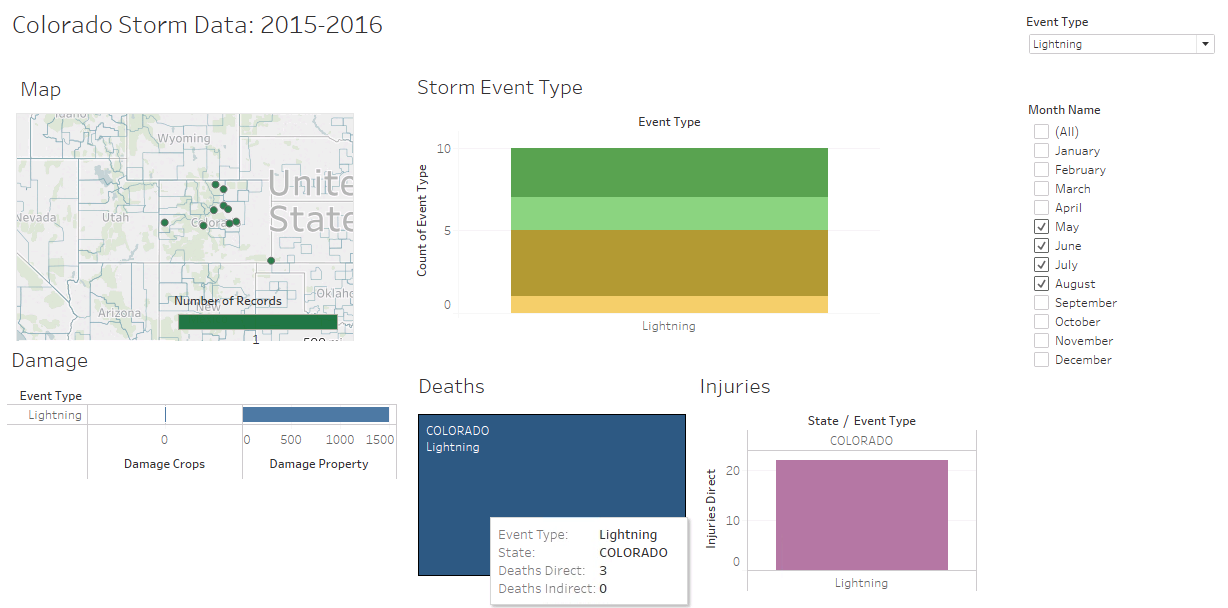 Colorado Storm Data: 2015-2016
Event Type
Lightning
Map
Idaho
Wyoming
United
States
Nevada
Utah
Arizona
New
Number of Records
1
Storm Event Type
Event Type
Count of Event Type
10
5
0
Lightning
Month Name
(All)
January
February
March
April
May
June
July
August
September
October
November
December
Damage
Event Type
Lightning
0
0 500 1000 1500
Damage Crops
Damage Property
Deaths
COLORADO
Lightning
Event Type: Lightning
State: COLORADO
Deaths Direct: 3
Deaths Indirect: 0
Injuries
State / Event Type
COLORADO
Injuries Direct
20
10
0
Lightning